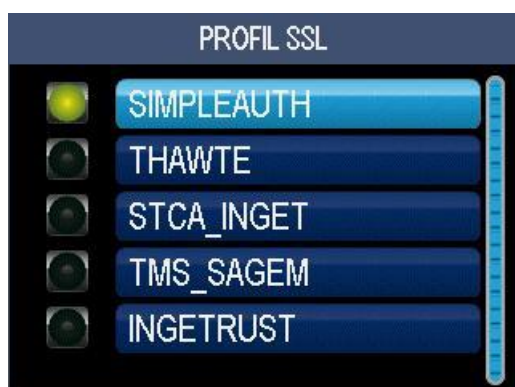 PROFIL SSL
SIMPLEAUTH
THAWTE
STCA_INGET
TMS_SAGEM
INGETRUST